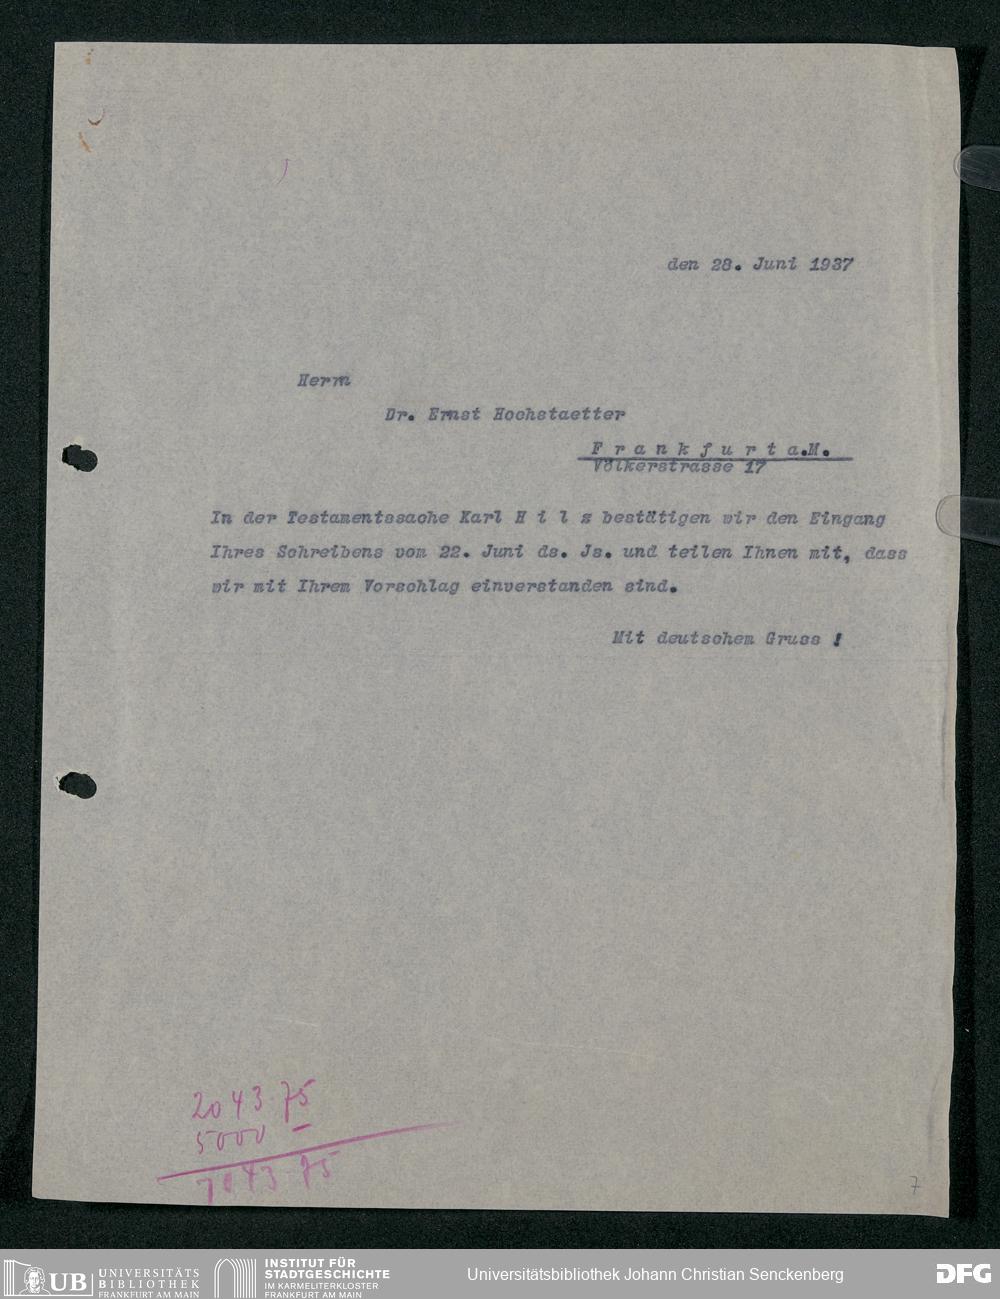 den 28. Juni 1937
Herrn
Dr. Ernst Hochstaetter
F r a n k f u r t a.M.
Völkerstrasse 17
In der Testamentssache Karl H i l s bestätigen wir den Eingang
Ihres Schreibens vom 22. Juni ds. Js. und teilen Ihnen mit, dass
wir mit Ihrem Vorschlag einverstanden sind.
Mit deutschem Gruss !
2043.75
5000 —
7043.75
7
UB UNIVERSITÄTS
BIBLIOTHEK
FRANKFURT AM MAIN
INSTITUT FÜR
STADTGESCHICHTE
IM KARMELITERKLOSTER
FRANKFURT AM MAIN
Universitätsbibliothek Johann Christian Senckenberg
DFG